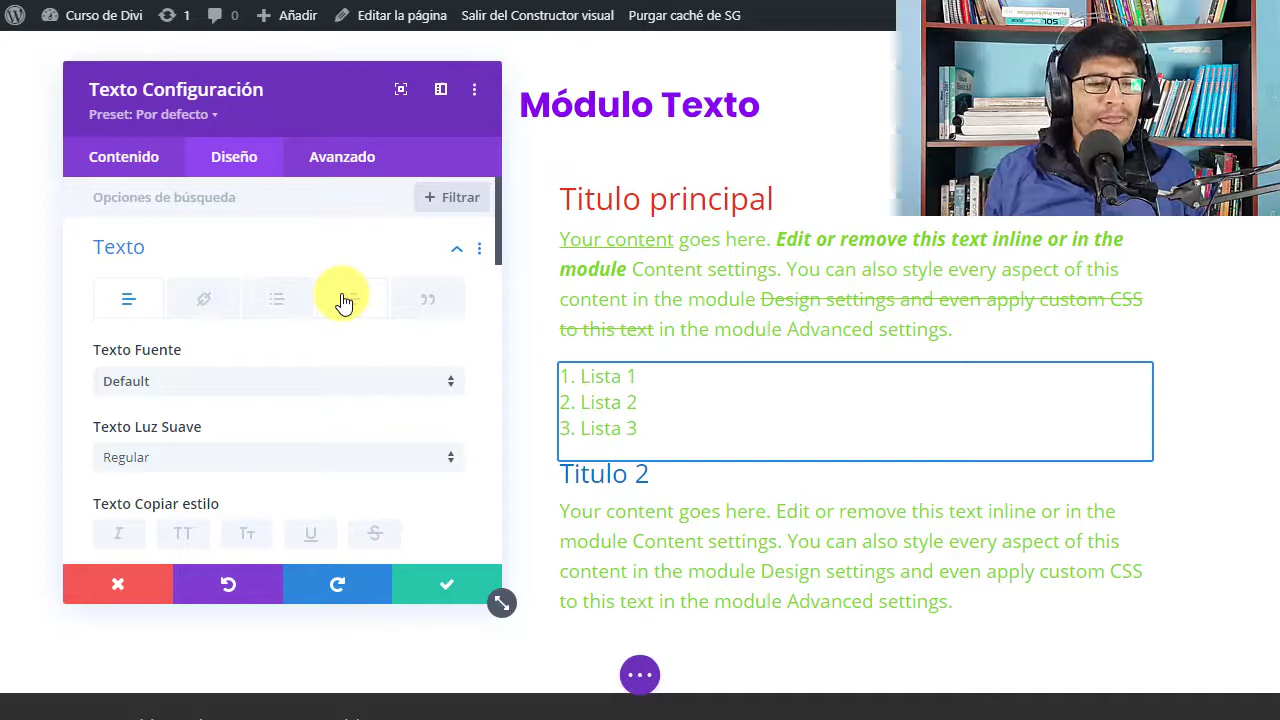 Curso de Divi 1 0 Añadir Editar la página Salir del Constructor visual Purgar caché de SG
Texto Configuración
Preset: Por defecto
Contenido Diseño Avanzado
Opciones de búsqueda + Filtrar
Texto
Texto Fuente
Default
Texto Luz Suave
Regular
Texto Copiar estilo
I TT Tт U S
Módulo Texto
Titulo principal
Your content goes here. Edit or remove this text inline or in the
module Content settings. You can also style every aspect of this
content in the module Design settings and even apply custom CSS
to this text in the module Advanced settings.
1. Lista 1
2. Lista 2
3. Lista 3
Titulo 2
Your content goes here. Edit or remove this text inline or in the
module Content settings. You can also style every aspect of this
content in the module Design settings and even apply custom CSS
to this text in the module Advanced settings.